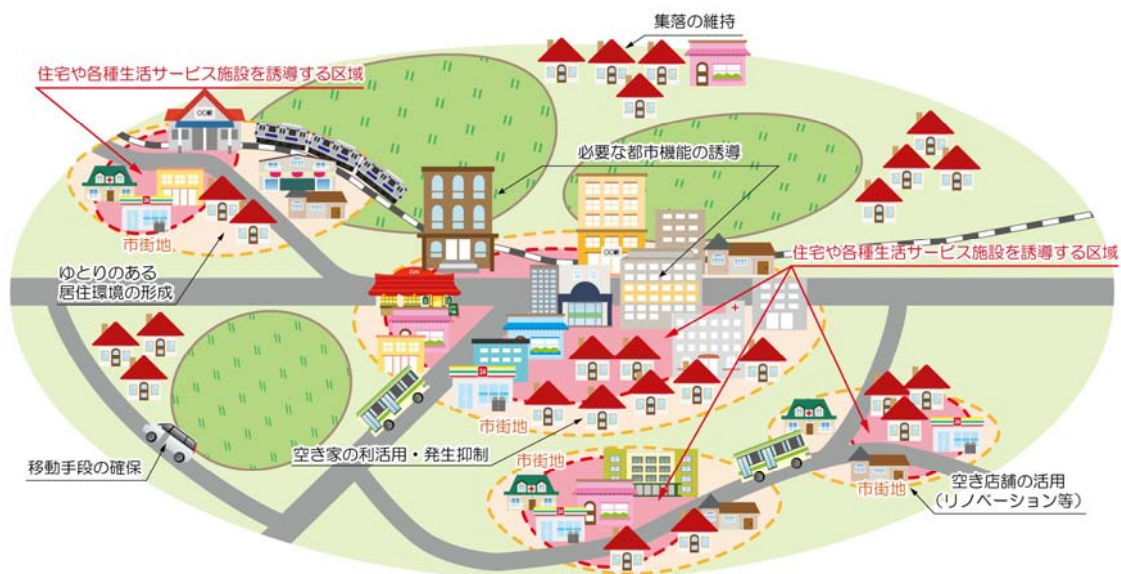 集落の維持
住宅や各種生活サービス施設を誘導する区域
必要な都市機能の誘導
24
市街地
住宅や各種生活サービス施設を誘導する区域
ゆとりのある
居住環境の形成
24
市街地
空き家の利活用・発生抑制
移動手段の確保
市街地
市街地
空き店舗の活用
(リノベーション等)